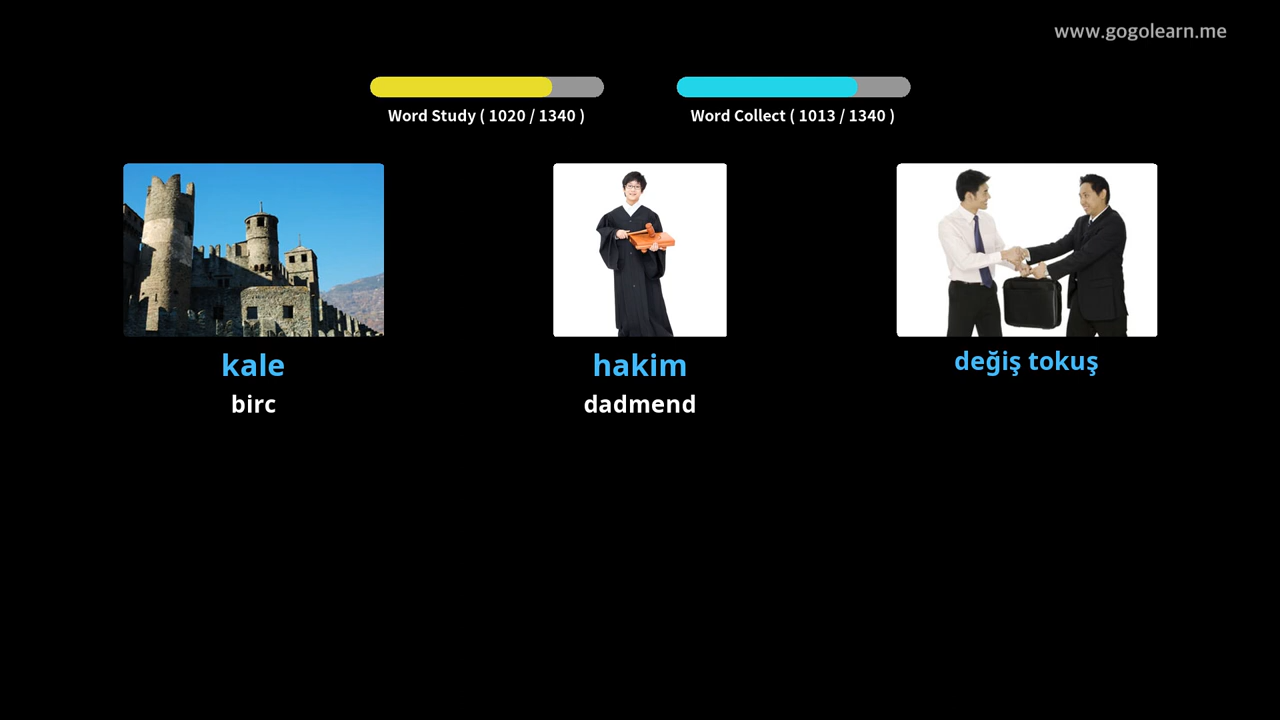 www.gogolearn.me
Word Study ( 1020 / 1340 )
Word Collect ( 1013 / 1340 )
kale
birc
hakim
dadmend
değiş tokuş